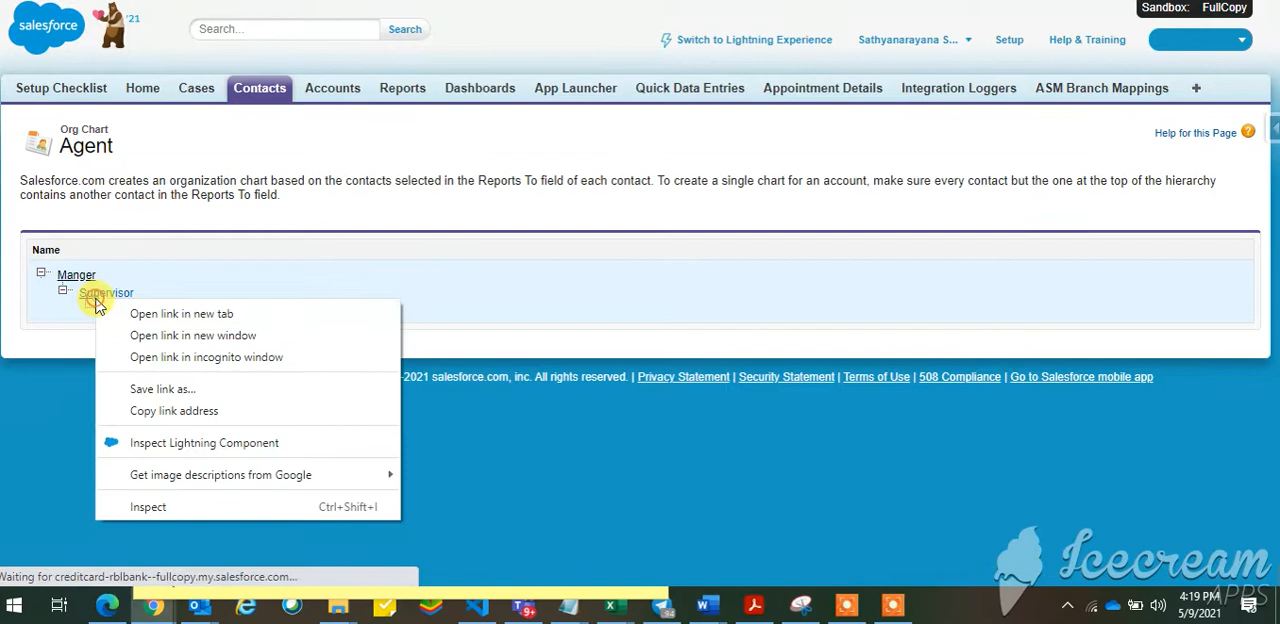 Sandbox: FullCopy
salesforce
'21
Search...
Search
Switch to Lightning Experience
Sathyanarayana S...
Setup
Help & Training
Setup Checklist
Home
Cases
Contacts
Accounts
Reports
Dashboards
App Launcher
Quick Data Entries
Appointment Details
Integration Loggers
ASM Branch Mappings
+
Org Chart
Agent
Help for this Page ?
Salesforce.com creates an organization chart based on the contacts selected in the Reports To field of each contact. To create a single chart for an account, make sure every contact but the one at the top of the hierarchy
contains another contact in the Reports To field.
Name
Manger
Supervisor
Open link in new tab
Open link in new window
Open link in incognito window
Save link as...
Copy link address
Inspect Lightning Component
Get image descriptions from Google
Inspect Ctrl+Shift+I
-2021 salesforce.com, inc. All rights reserved. | Privacy Statement | Security Statement | Terms of Use | 508 Compliance | Go to Salesforce mobile app
Waiting for creditcard-rblbank--fullcopy.my.salesforce.com...
Icecream
APPS
4:19 PM
5/9/2021